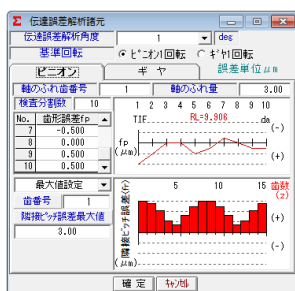 伝達誤差解析諸元
伝達誤差解析角度 1 deg
基準回転 ピニオン1回転 ギヤ1回転
ピニオン ギヤ 誤差単位μm
軸のふれ歯番号 1 軸のふれ量 3.00
検査分割数 10
No. 歯形誤差fp
7 -0.500
8 0.000
9 0.500
10 0.500
1 2 3 4 5 6 7 8 9 10
TIF RL=9.906 da
(-)
fp
(μm)
(+)
最大値設定
歯番号 1
隣接ピッチ誤差最大値
3.00
5 10 15 歯数
(z)
隣接ピッチ誤差(fr)
(μm)
(+)
(-)
確定 キャンセル